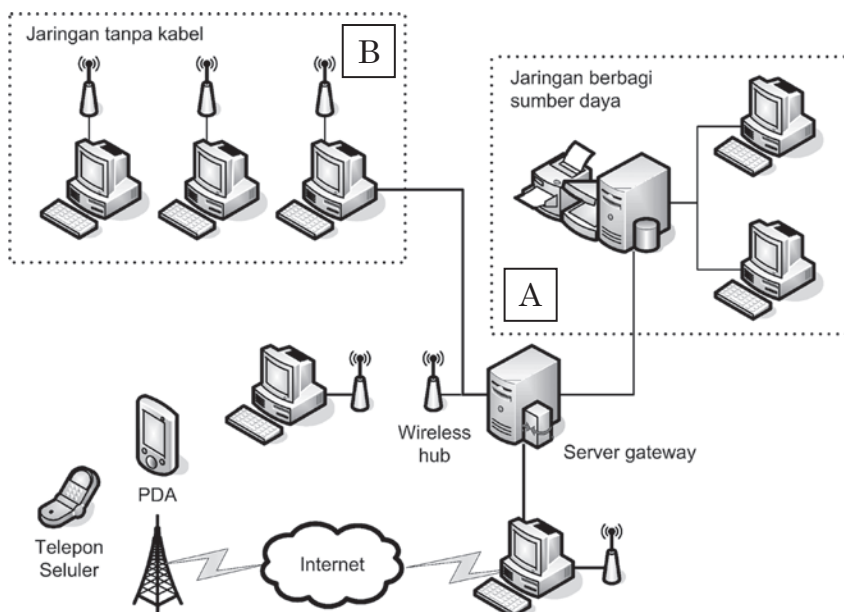 Jaringan tanpa kabel
B
Jaringan berbagi
sumber daya
A
Wireless
hub
Server gateway
PDA
Telepon
Seluler
Internet